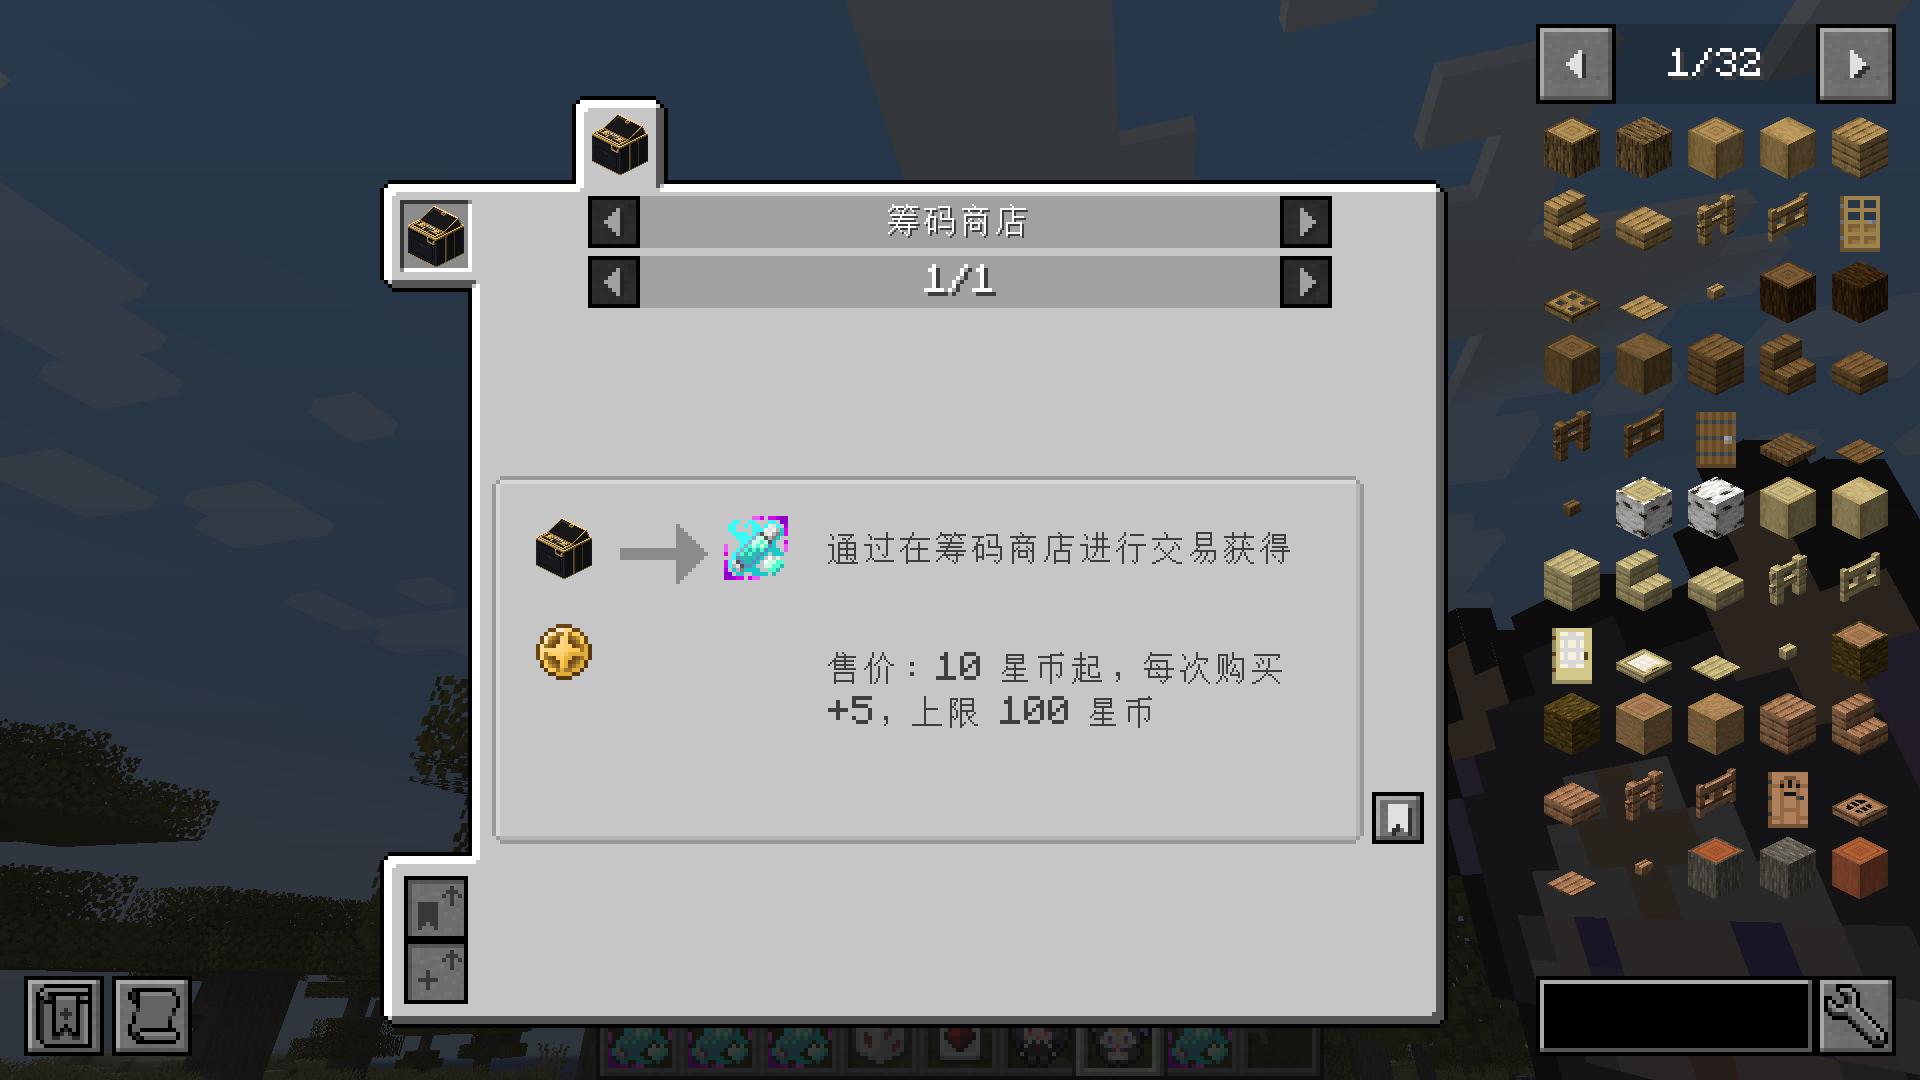 1/32
筹码商店
1/1
通过在筹码商店进行交易获得
售价：10 星币起，每次购买
+5，上限 100 星币